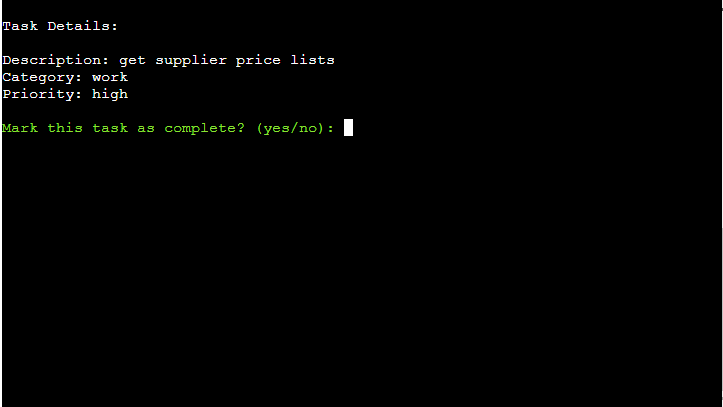 Task Details:
Description: get supplier price lists
Category: work
Priority: high
Mark this task as complete? (yes/no):